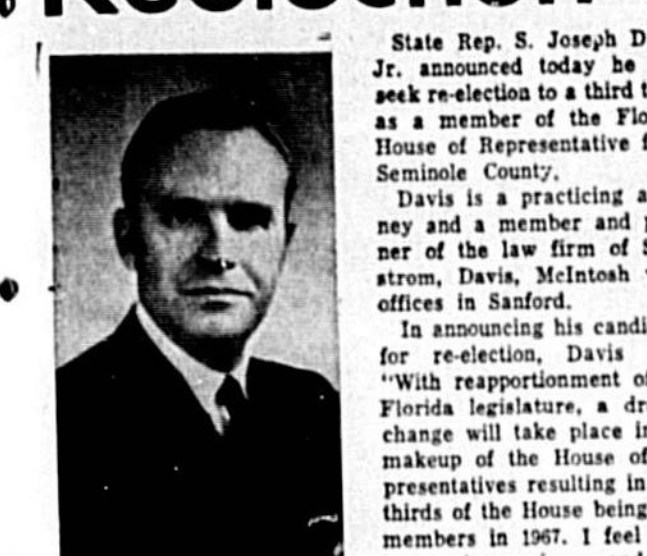 State Rep. S. Joseph D
Jr. announced today he
seek re-election to a third t
as a member of the Flo
House of Representative f
Seminole County.
Davis is a practicing a
ney and a member and p
ner of the law firm of S
strom, Davis, McIntosh
offices in Sanford.
In announcing his candi
for re-election, Davis
"With reapportionment of
Florida legislature, a dr
change will take place in
makeup of the House of
presentatives resulting in
thirds of the House being
members in 1967. I feel